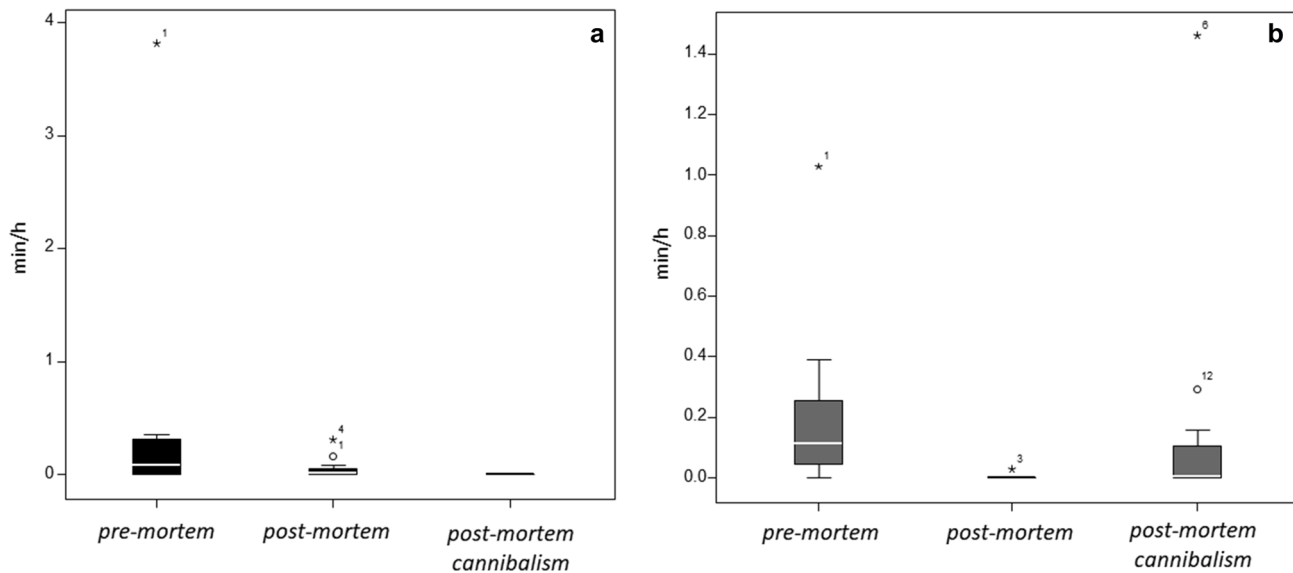 a
4
3
2
1
0
min/h
*1
*4
1
pre-mortem
post-mortem
post-mortem
cannibalism
b
1.4
1.2
1.0
0.8
0.6
0.4
0.2
0.0
min/h
*1
*3
*6
12
pre-mortem
post-mortem
post-mortem
cannibalism